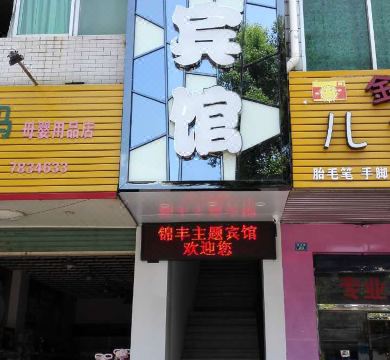 宾馆
母婴用品店
7834633
金
儿
胎毛笔 手脚
锦丰主题宾馆
欢迎您